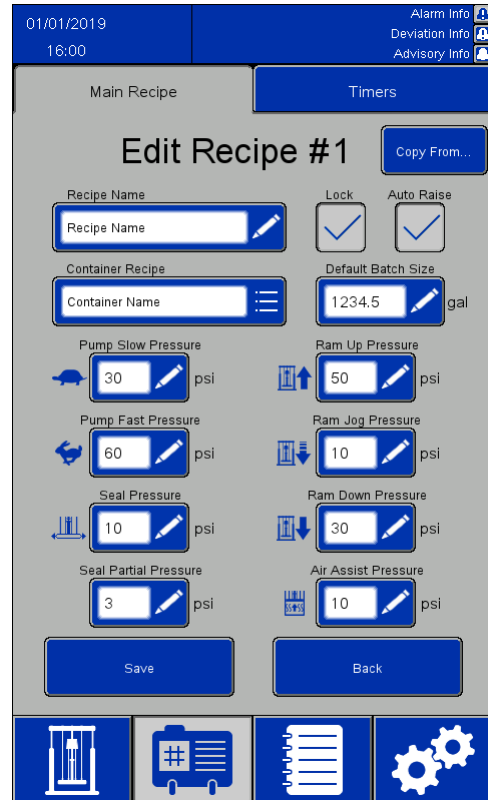 01/01/2019
16:00
Alarm Info
Deviation Info
Advisory Info
Main Recipe
Timers
Edit Recipe #1
Copy From...
Recipe Name
Lock
Auto Raise
Recipe Name
Container Recipe
Default Batch Size
Container Name
1234.5
gal
Pump Slow Pressure
Ram Up Pressure
30
psi
50
psi
Pump Fast Pressure
Ram Jog Pressure
60
psi
10
psi
Seal Pressure
Ram Down Pressure
10
psi
30
psi
Seal Partial Pressure
Air Assist Pressure
3
psi
10
psi
Save
Back
#